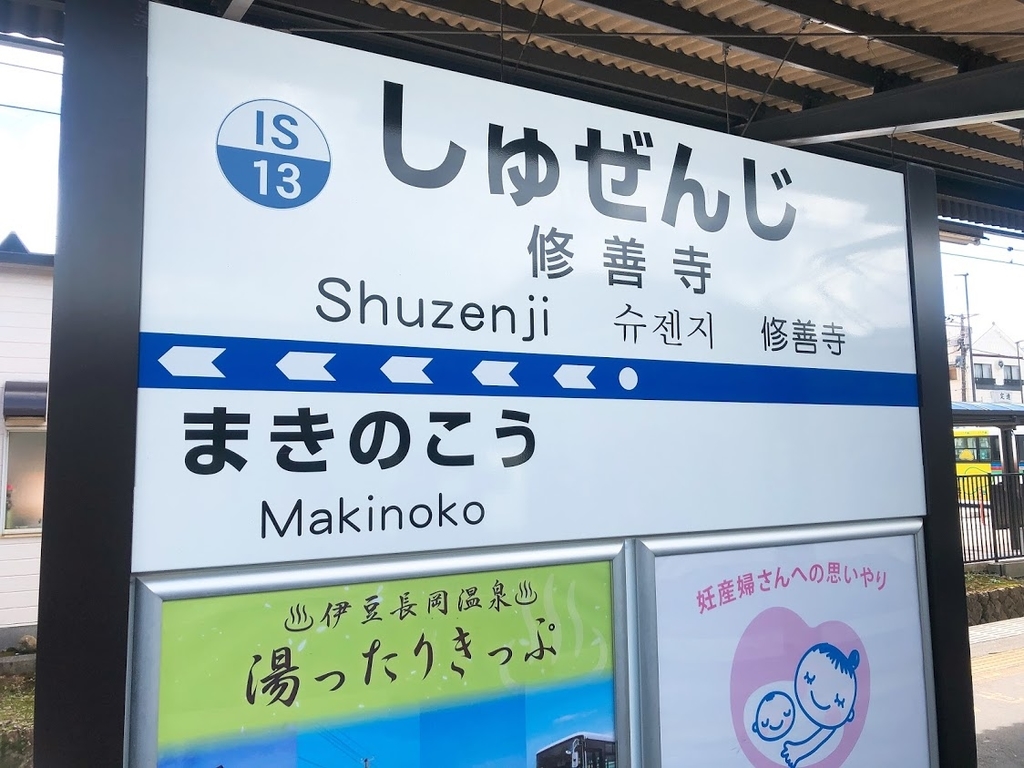 IS
13
しゅぜんじ
修善寺
Shuzenji 슈젠지 修善寺
まきのこう
Makinoko
伊豆長岡温泉
湯ったりきっぷ
妊産婦さんへの思いやり